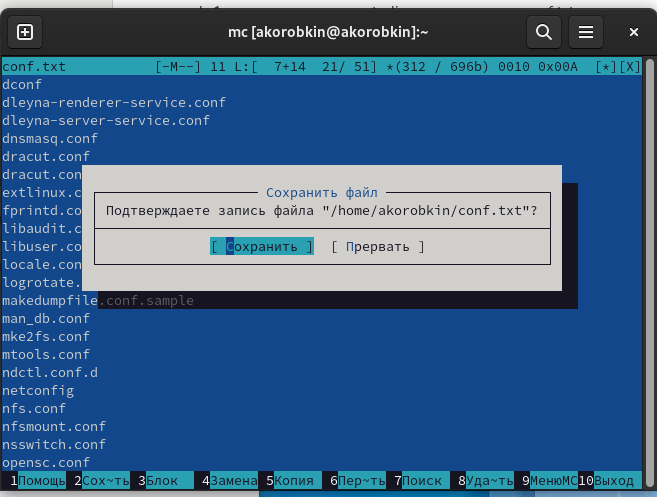 mc [akorobkin@akorobkin]:~
conf.txt [-M--] 11 L:[ 7+14 21/ 51] *(312 / 696b) 0010 0x00A [*][X]
dconf
dleyna-renderer-service.conf
dleyna-server-service.conf
dnsmasq.conf
dracut.conf
dracut.con
extlinux.c
fprintd.co
libaudit.c
libuser.co
locale.con
logrotate.
makedumpfile.conf.sample
man_db.conf
mke2fs.conf
mtools.conf
ndctl.conf.d
netconfig
nfs.conf
nfsmount.conf
nsswitch.conf
opensc.conf
Сохранить файл
Подтверждаете запись файла "/home/akorobkin/conf.txt"?
[ Сохранить ] [ Прервать ]
1Помощь 2Сох~ть 3Блок 4Замена 5Копия 6Пер~ть 7Поиск 8Уда~ть 9МенюMC 10Выход